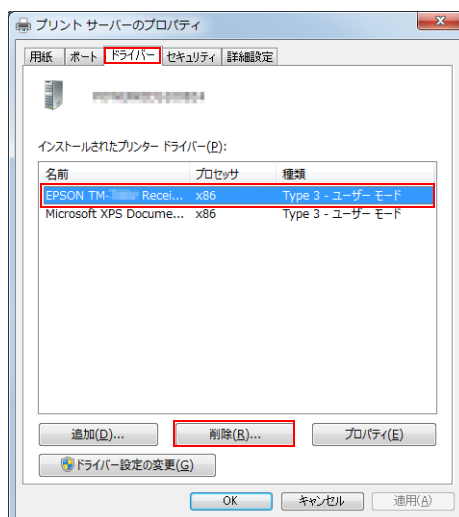 プリント サーバーのプロパティ
用紙 ポート ドライバー セキュリティ 詳細設定
インストールされたプリンター ドライバー(P):
名前 プロセッサ 種類
EPSON TM- Recei... x86 Type 3 - ユーザー モード
Microsoft XPS Docume... x86 Type 3 - ユーザー モード
追加(D)... 削除(R)... プロパティ(E)
ドライバー設定の変更(G)
OK キャンセル 適用(A)